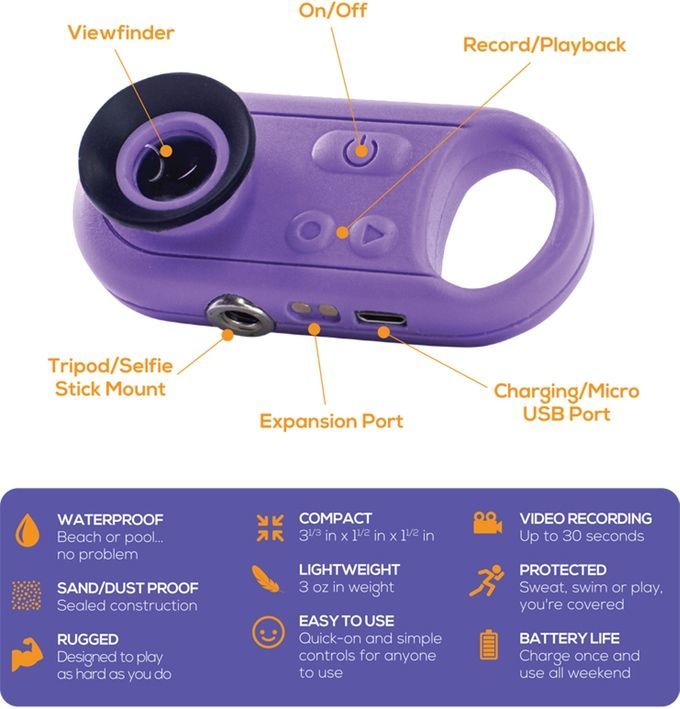 On/Off
Viewfinder
Record/Playback
Tripod/Selfie
Stick Mount
Expansion Port
Charging/Micro
USB Port
WATERPROOF
Beach or pool...
no problem
SAND/DUST PROOF
Sealed construction
RUGGED
Designed to play
as hard as you do
COMPACT
3 1/3 in x 1 1/2 in x 1 1/2 in
LIGHTWEIGHT
3 oz in weight
EASY TO USE
Quick-on and simple
controls for anyone
to use
VIDEO RECORDING
Up to 30 seconds
PROTECTED
Sweat, swim or play,
you're covered
BATTERY LIFE
Charge once and
use all weekend